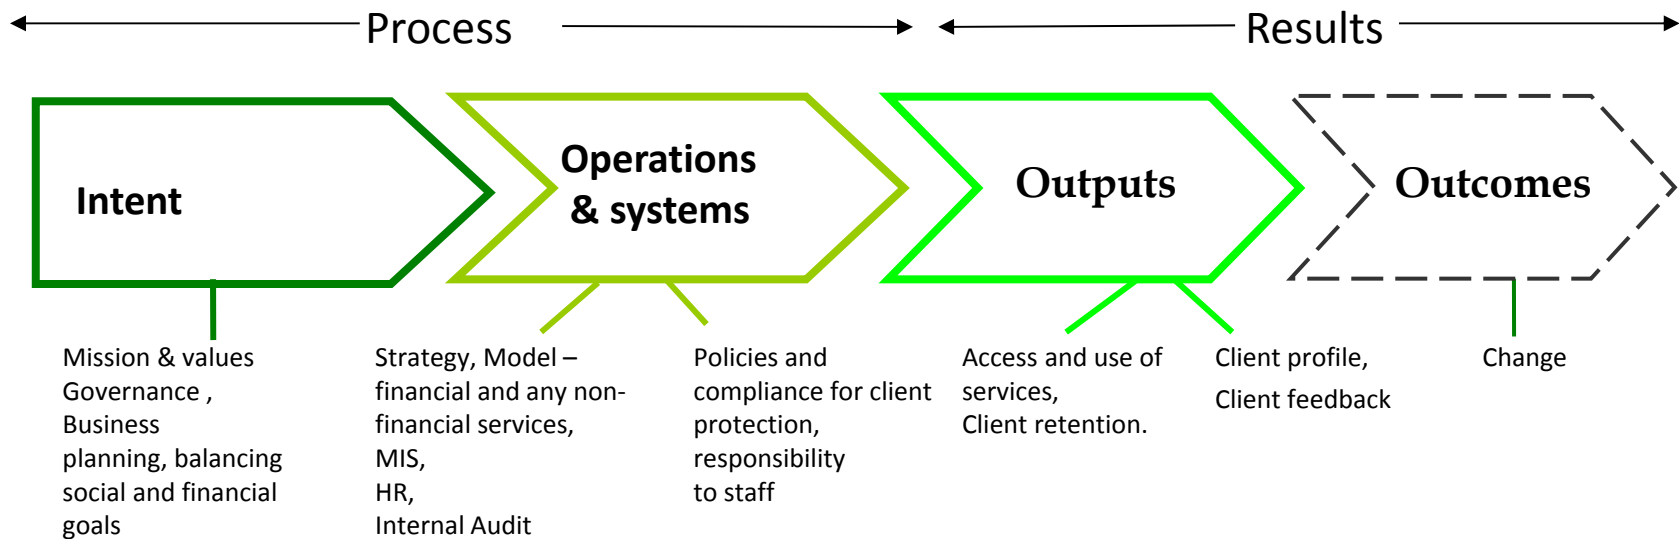 Process
Results
Intent
Operations
& systems
Outputs
Outcomes
Mission & values
Governance ,
Business
planning, balancing
social and financial
goals
Strategy, Model –
financial and any non-
financial services,
MIS,
HR,
Internal Audit
Policies and
compliance for client
protection,
responsibility
to staff
Access and use of
services,
Client retention.
Client profile,
Client feedback
Change